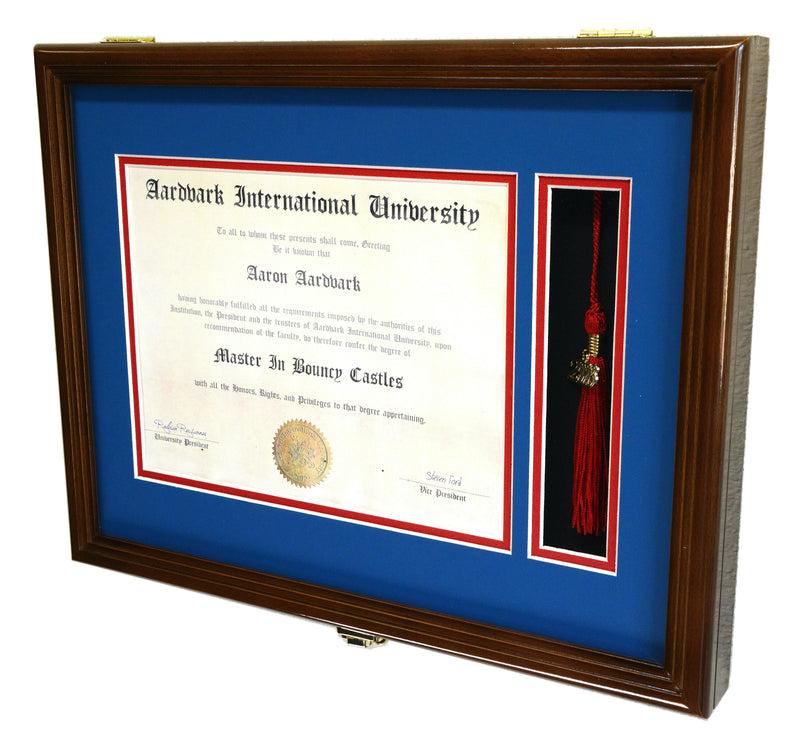 Aardvark International University
To all to whom these presents shall come, Greeting
Be it known that
Aaron Aardvark
having honorably fulfilled all the requirements imposed by the authorities of this
Institution, the President and the trustees of Aardvark International University, upon
recommendation of the faculty, do therefore confer the degree of
Master In Bouncy Castles
with all the Honors, Rights, and Privileges to that degree appertaining.
University President
Steven Ford
Vice President